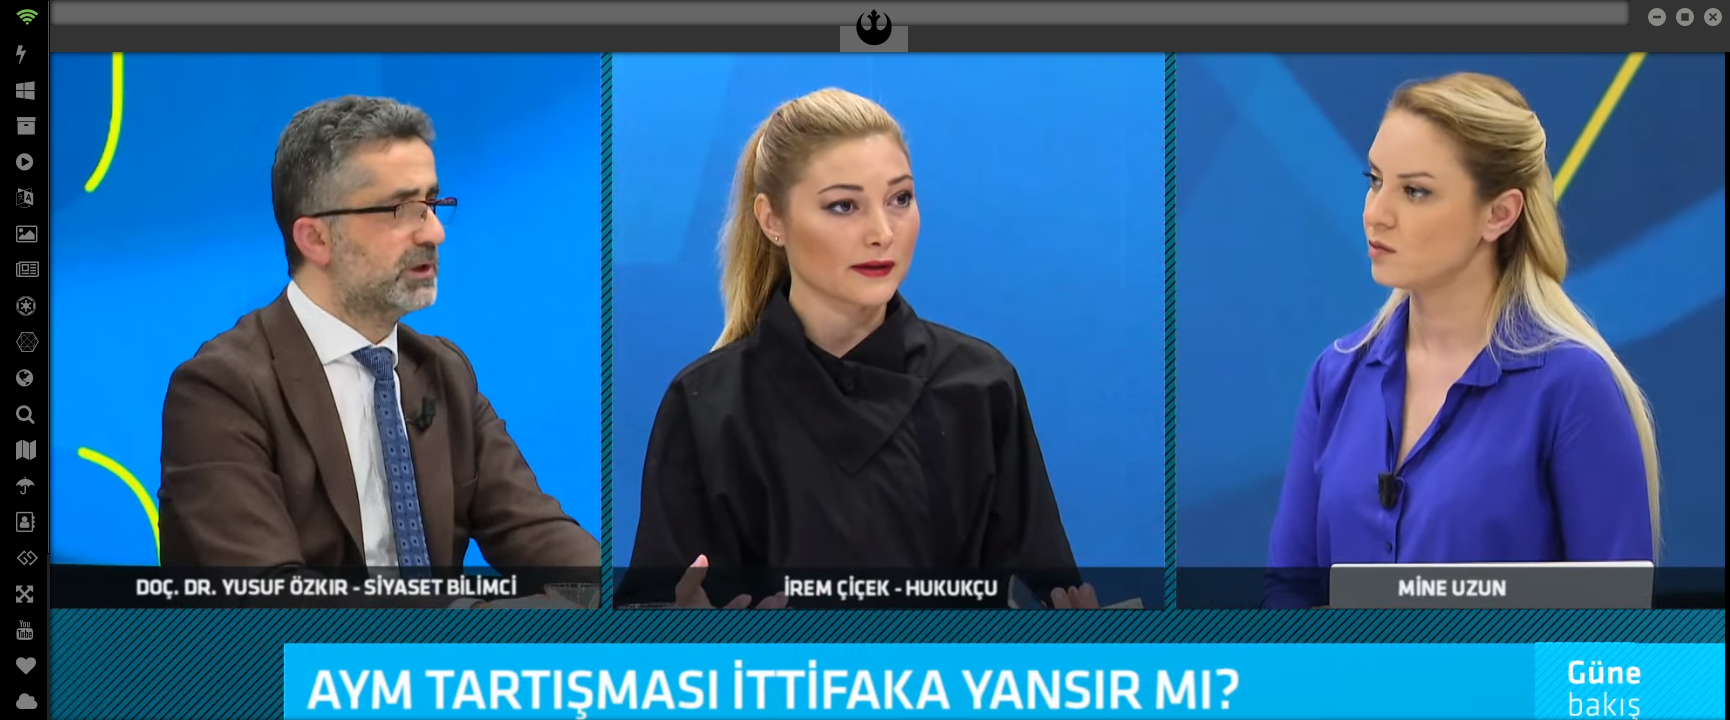 DOÇ. DR. YUSUF ÖZKIR - SİYASET BİLİMCİ
İREM ÇİÇEK - HUKUKÇU
MİNE UZUN
AYM TARTIŞMASI İTTİFAKA YANSIR MI?
Güne
bakış
You
Tube